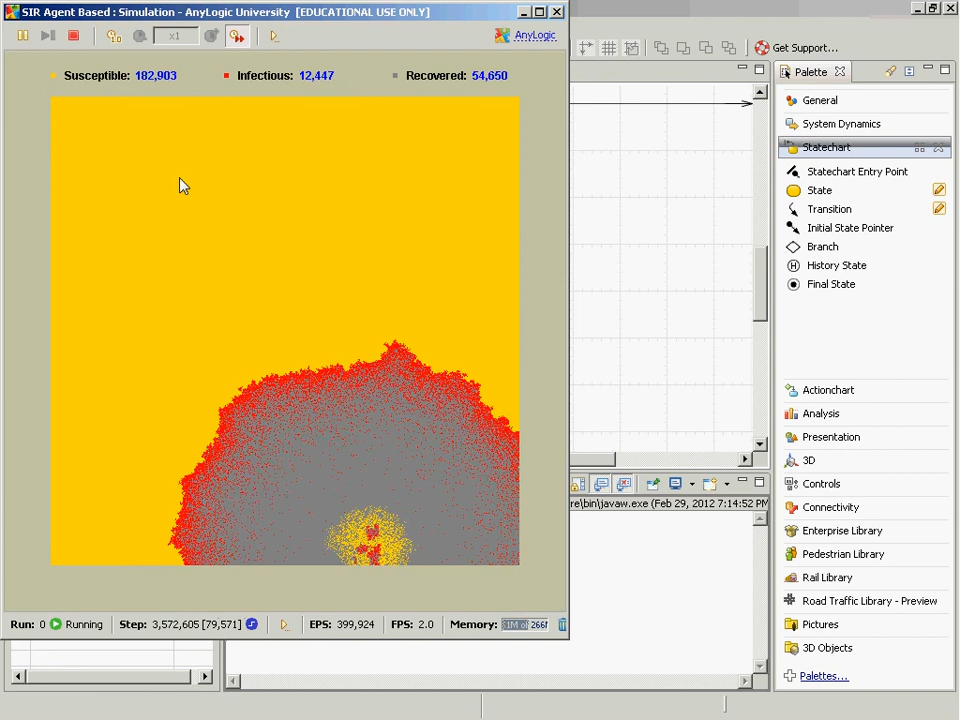 SIR Agent Based : Simulation - AnyLogic University [EDUCATIONAL USE ONLY]
x1
AnyLogic
Get Support...
Susceptible: 182,903
Infectious: 12,447
Recovered: 54,650
Palette
General
System Dynamics
Statechart
Statechart Entry Point
State
Transition
Initial State Pointer
Branch
History State
Final State
Actionchart
Analysis
Presentation
3D
Controls
Connectivity
Enterprise Library
Pedestrian Library
Rail Library
Road Traffic Library - Preview
Pictures
3D Objects
Palettes...
re\bin\javaw.exe (Feb 29, 2012 7:14:52 PM
Run: 0 Running Step: 3,572,605 [79,571] EPS: 399,924 FPS: 2.0 Memory: